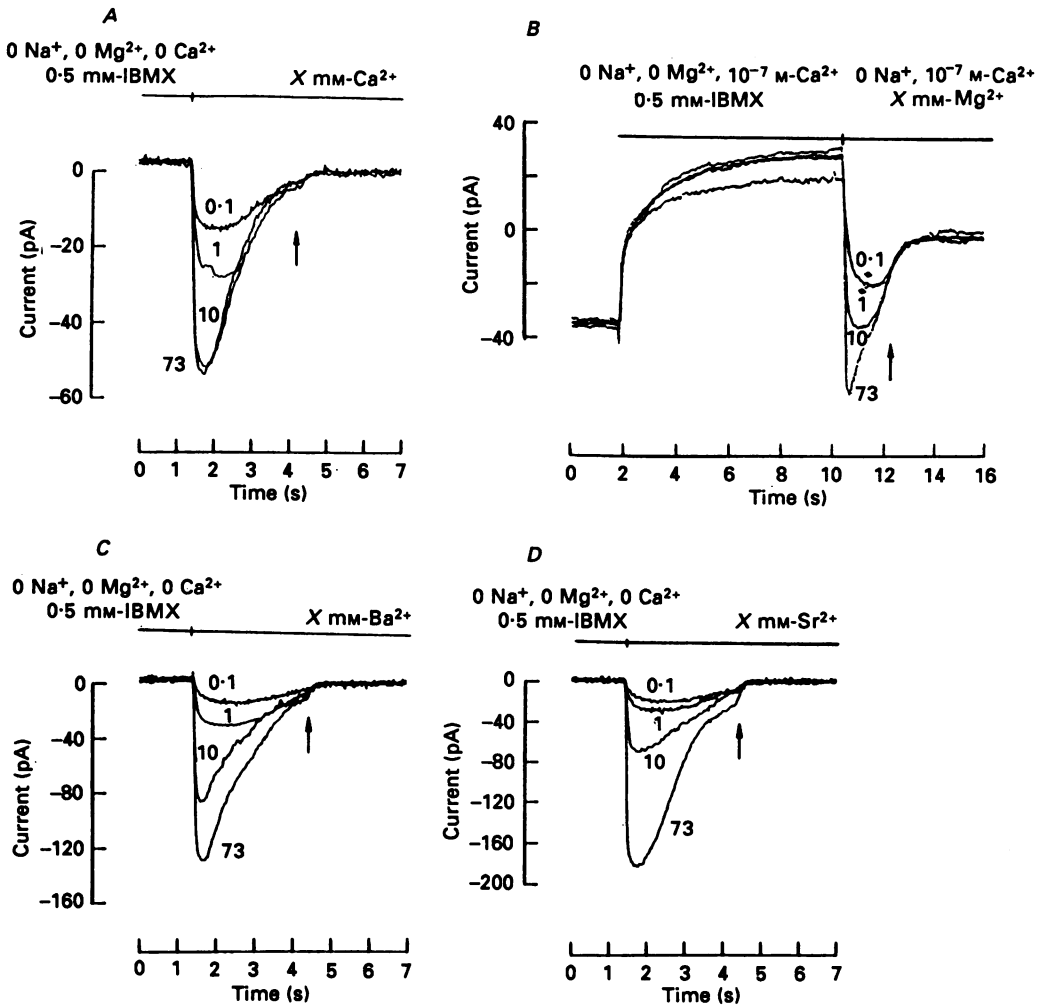 A
0 Na⁺, 0 Mg²⁺, 0 Ca²⁺
0.5 mM-IBMX
X mM-Ca²⁺
0
−20
−40
−60
Current (pA)
0·1
1
10
73
0 1 2 3 4 5 6 7
Time (s)
B
0 Na⁺, 0 Mg²⁺, 10⁻⁷ M-Ca²⁺
0.5 mM-IBMX
0 Na⁺, 10⁻⁷ M-Ca²⁺
X mM-Mg²⁺
40
0
−40
Current (pA)
0·1
1
10
73
0 2 4 6 8 10 12 14 16
Time (s)
C
0 Na⁺, 0 Mg²⁺, 0 Ca²⁺
0.5 mM-IBMX
X mM-Ba²⁺
0
−40
−80
−120
−160
Current (pA)
0·1
1
10
73
0 1 2 3 4 5 6 7
Time (s)
D
0 Na⁺, 0 Mg²⁺, 0 Ca²⁺
0.5 mM-IBMX
X mM-Sr²⁺
0
−40
−80
−120
−160
−200
Current (pA)
0·1
1
10
73
0 1 2 3 4 5 6 7
Time (s)